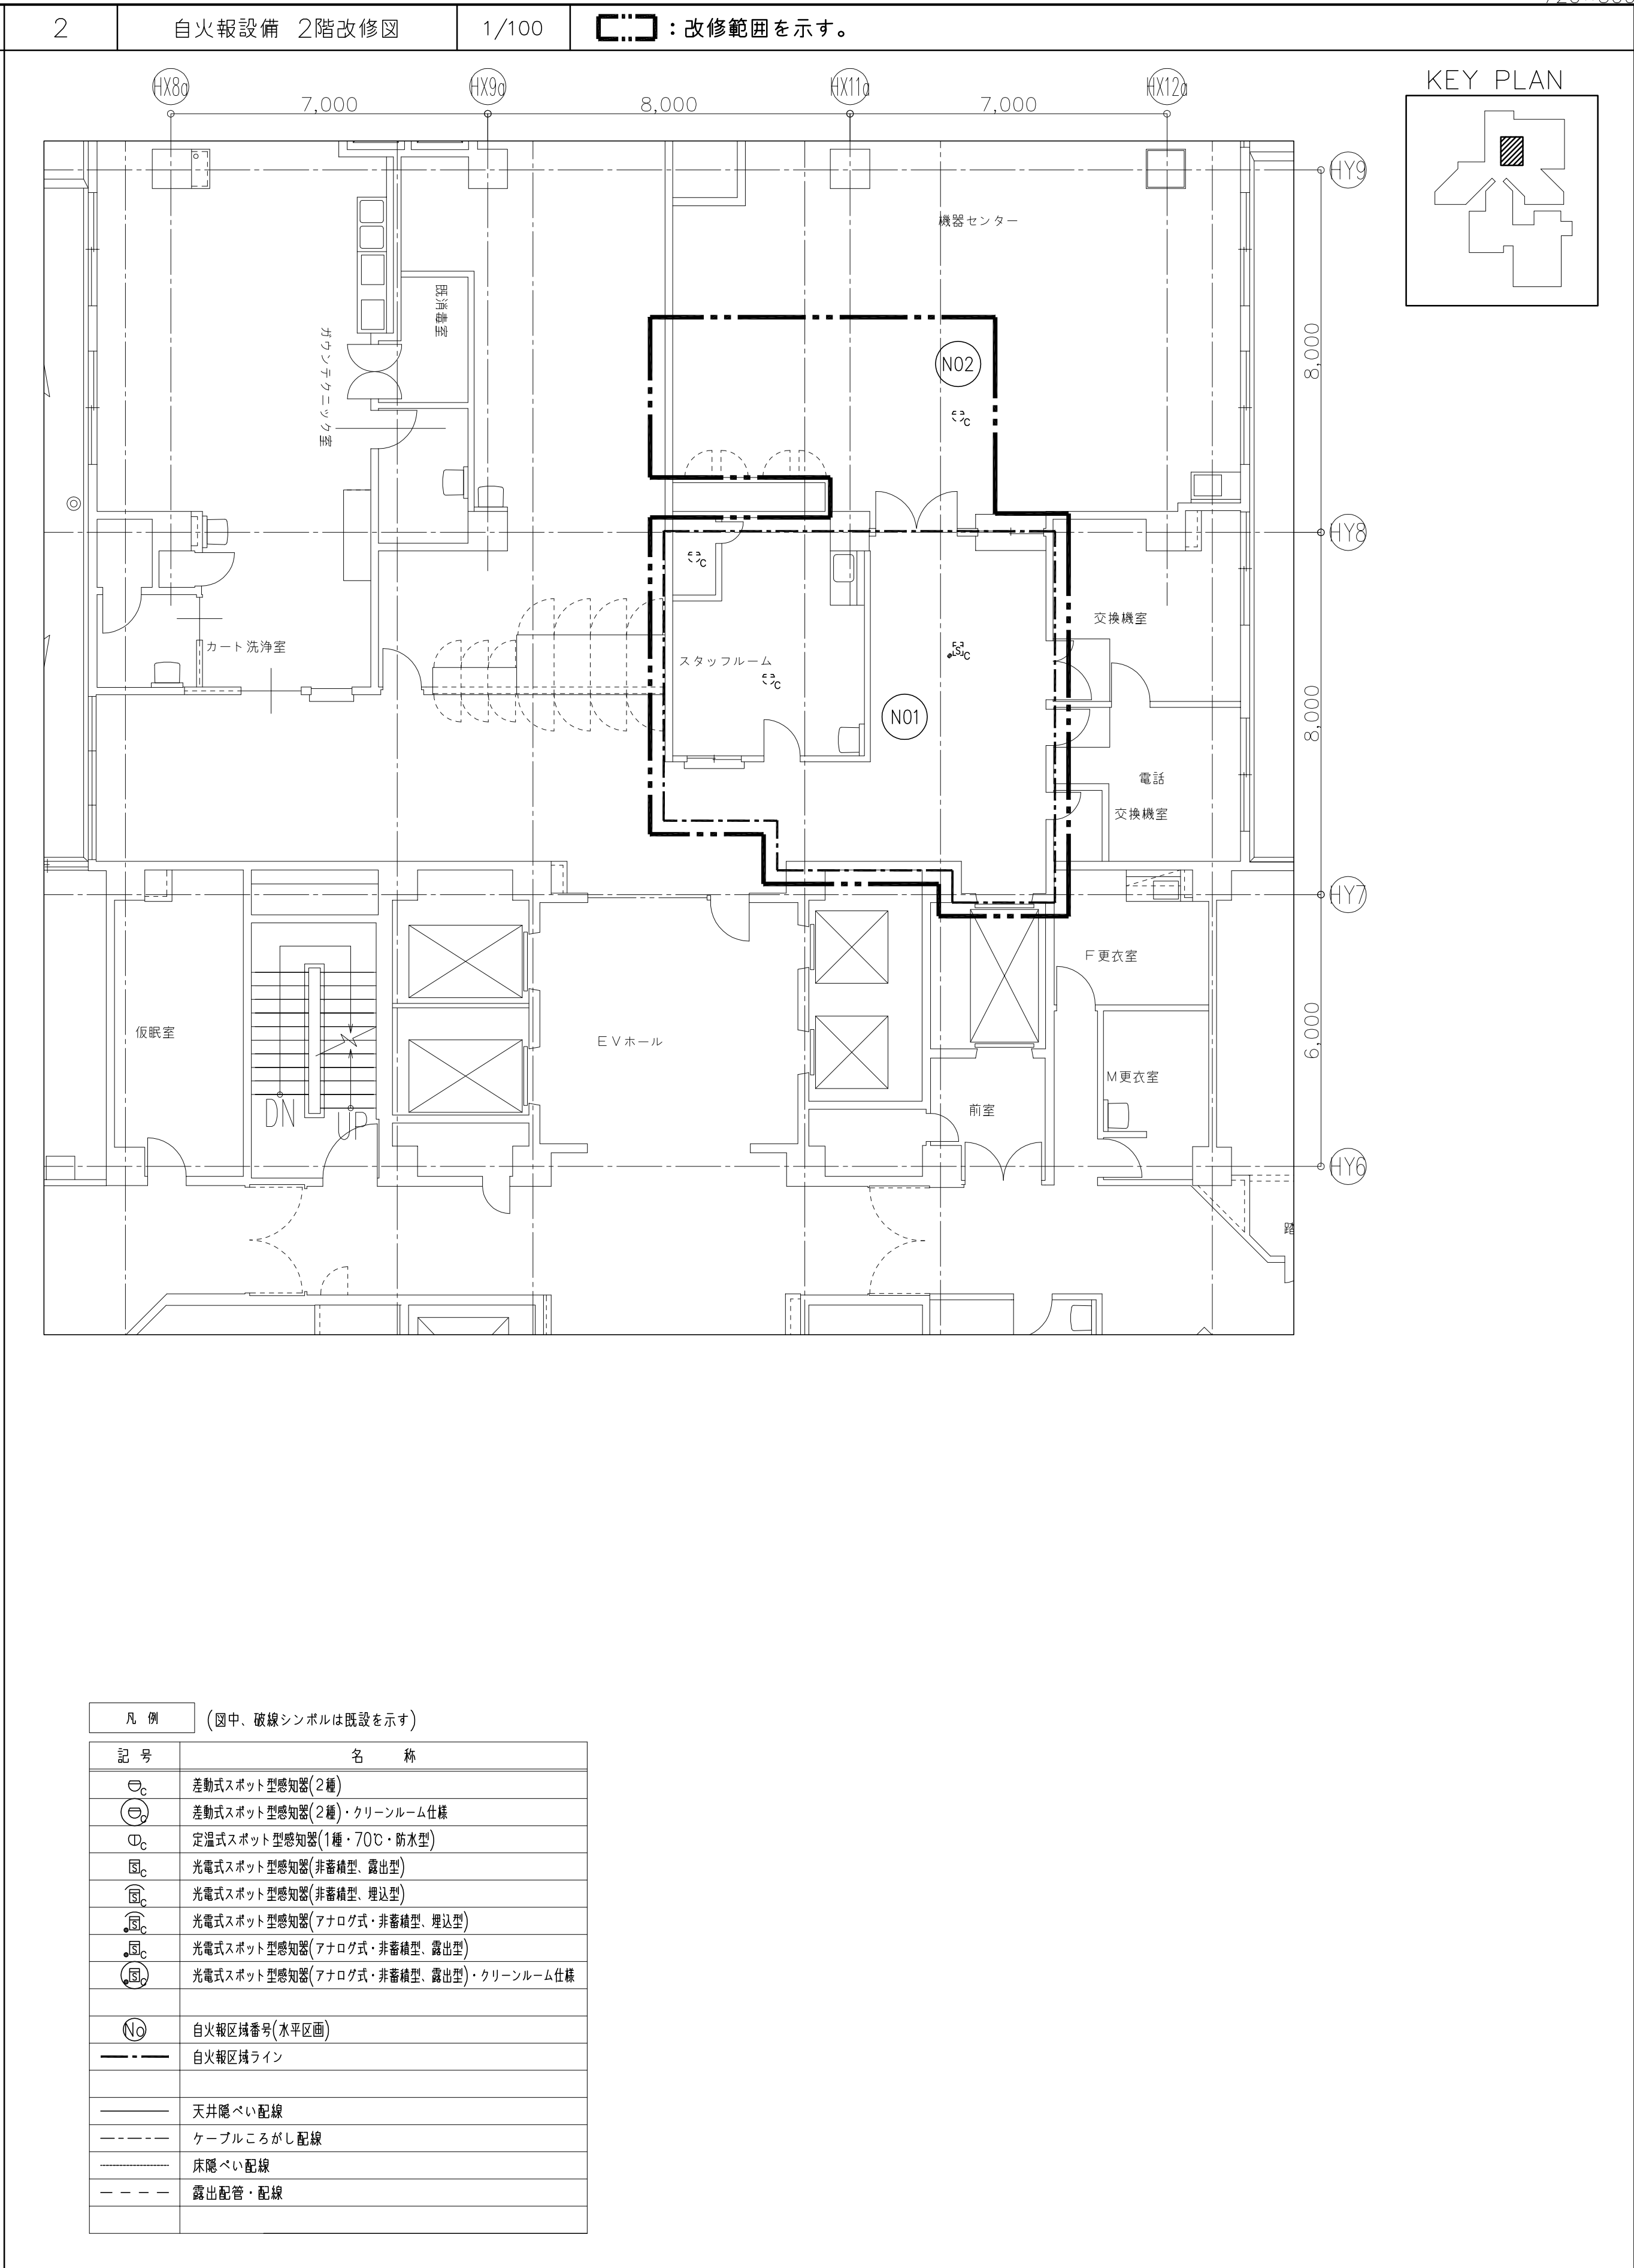 2 自火報設備 2階改修図 1/100 :改修範囲を示す。
KEY PLAN
HX8a HX9a HX11a HX12a
7,000 8,000 7,000
HY9
機器センター
既消毒室
ガウンテクニック室
8,000
N02
C
HY8
C
交換機室
カート洗浄室
スタッフルーム
S C
C
N01
8,000
電話
交換機室
HY7
F更衣室
仮眠室
EVホール
6,000
M更衣室
DN UP
前室
HY6
踏
凡 例 (図中、破線シンボルは既設を示す)
記 号 名 称
C 差動式スポット型感知器(2種)
C 差動式スポット型感知器(2種)・クリーンルーム仕様
C 定温式スポット型感知器(1種・70℃・防水型)
S C 光電式スポット型感知器(非蓄積型、露出型)
S C 光電式スポット型感知器(非蓄積型、埋込型)
S C 光電式スポット型感知器(アナログ式・非蓄積型、埋込型)
S C 光電式スポット型感知器(アナログ式・非蓄積型、露出型)
S C 光電式スポット型感知器(アナログ式・非蓄積型、露出型)・クリーンルーム仕様
No 自火報区域番号(水平区画)
自火報区域ライン
天井隠ぺい配線
ケーブルころがし配線
床隠ぺい配線
露出配管・配線